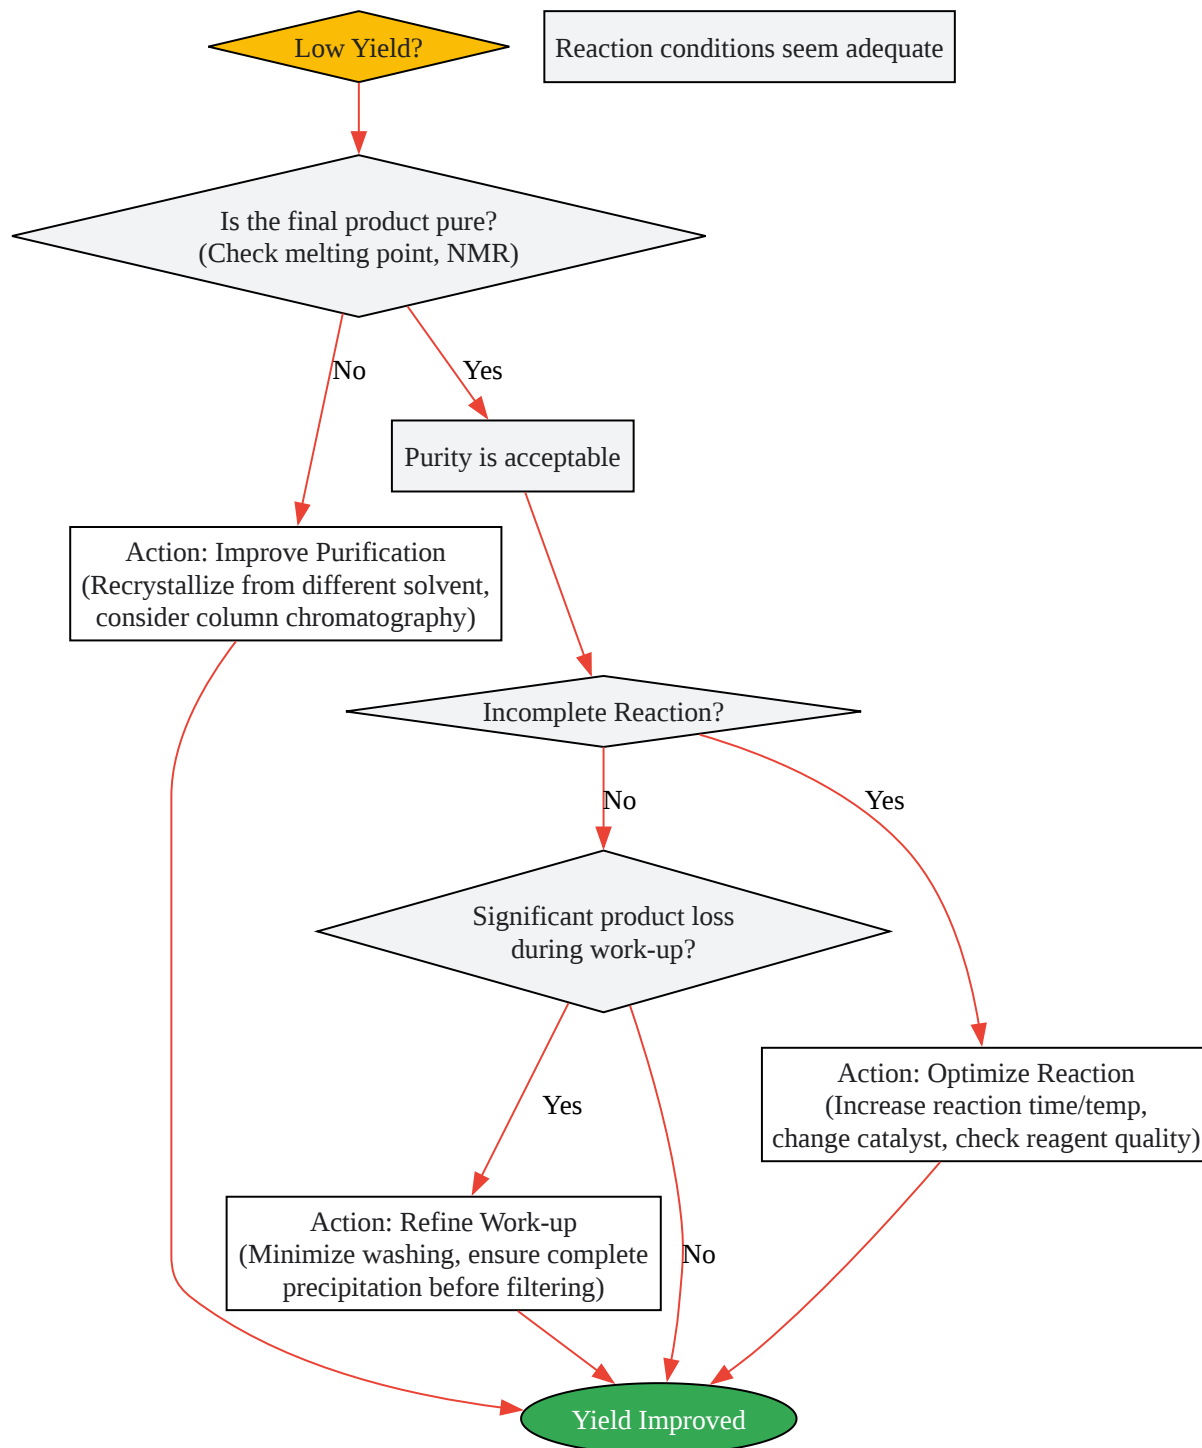 Low Yield?
Reaction conditions seem adequate
Is the final product pure?
(Check melting point, NMR)
No
Yes
Purity is acceptable
Action: Improve Purification
(Recrystallize from different solvent,
consider column chromatography)
Incomplete Reaction?
No
Yes
Significant product loss
during work-up?
Action: Optimize Reaction
(Increase reaction time/temp,
change catalyst, check reagent quality)
Yes
Action: Refine Work-up
(Minimize washing, ensure complete
precipitation before filtering)
No
Yield Improved